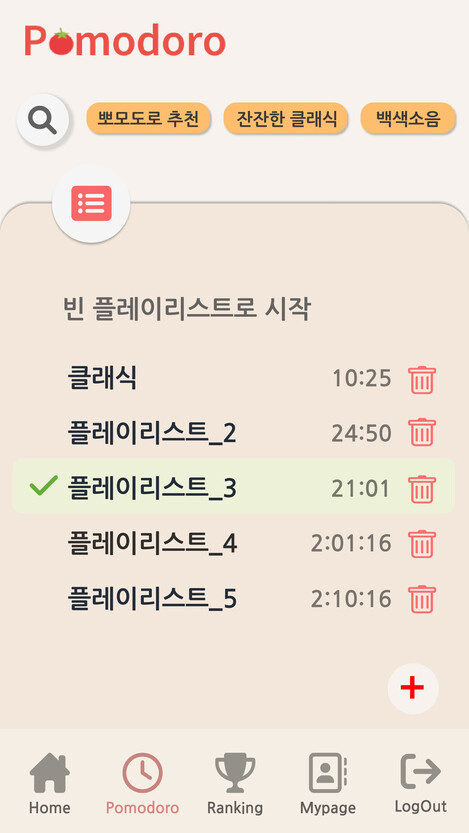 Pomodoro
뽀모도로 추천
잔잔한 클래식
백색소음
빈 플레이리스트로 시작
클래식 10:25
플레이리스트_2 24:50
플레이리스트_3 21:01
플레이리스트_4 2:01:16
플레이리스트_5 2:10:16
Home Pomodoro Ranking Mypage LogOut